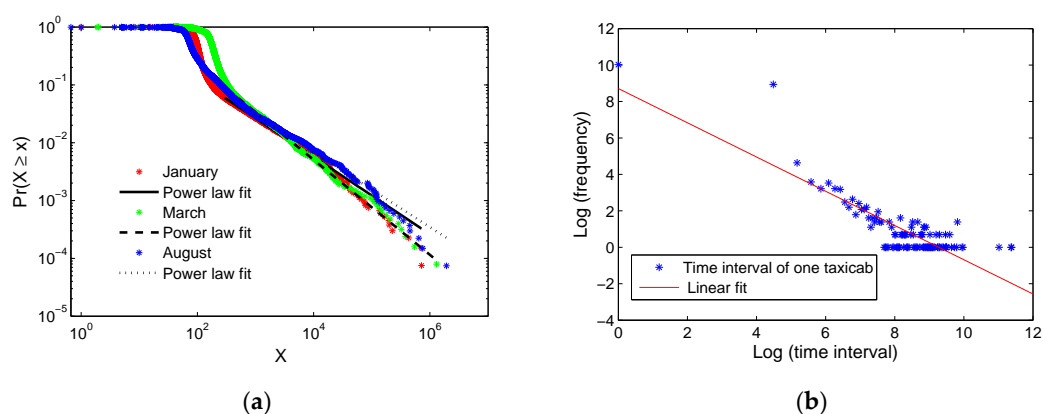 10^0
10^-1
10^-2
10^-3
10^-4
10^-5
Pr(X ≥ x)
January
Power law fit
March
Power law fit
August
Power law fit
10^0 10^2 10^4 10^6
X
(a)
12
10
8
6
4
2
0
−2
−4
Log (frequency)
Time interval of one taxicab
Linear fit
0 2 4 6 8 10 12
Log (time interval)
(b)